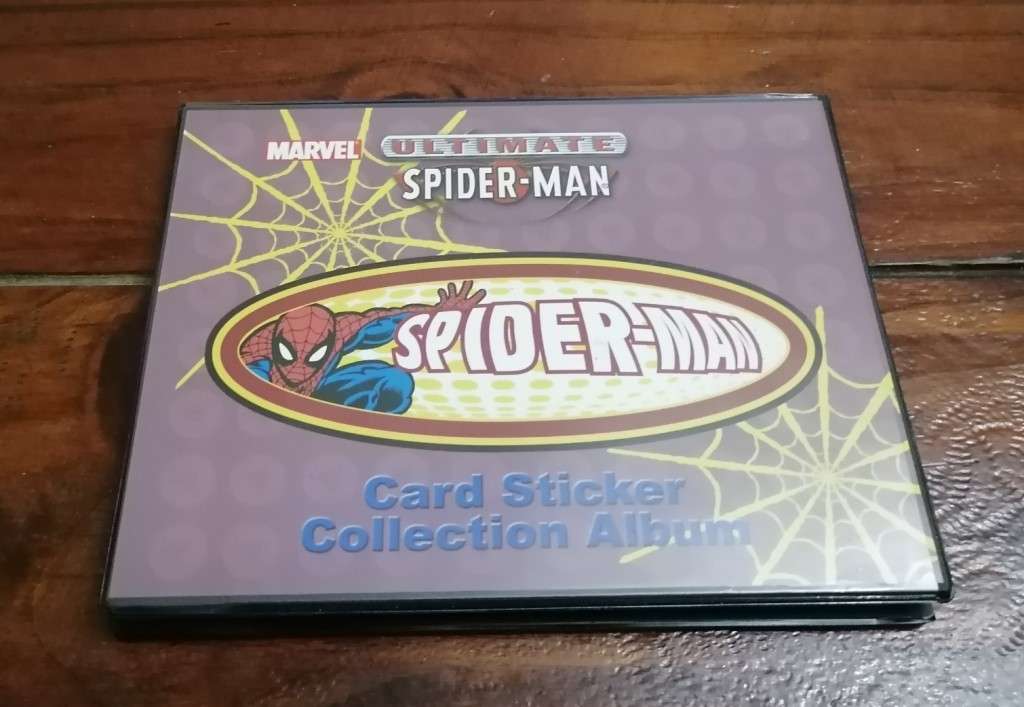 MARVEL
ULTIMATE
SPIDER-MAN
SPIDER-MAN
Card Sticker
Collection Album